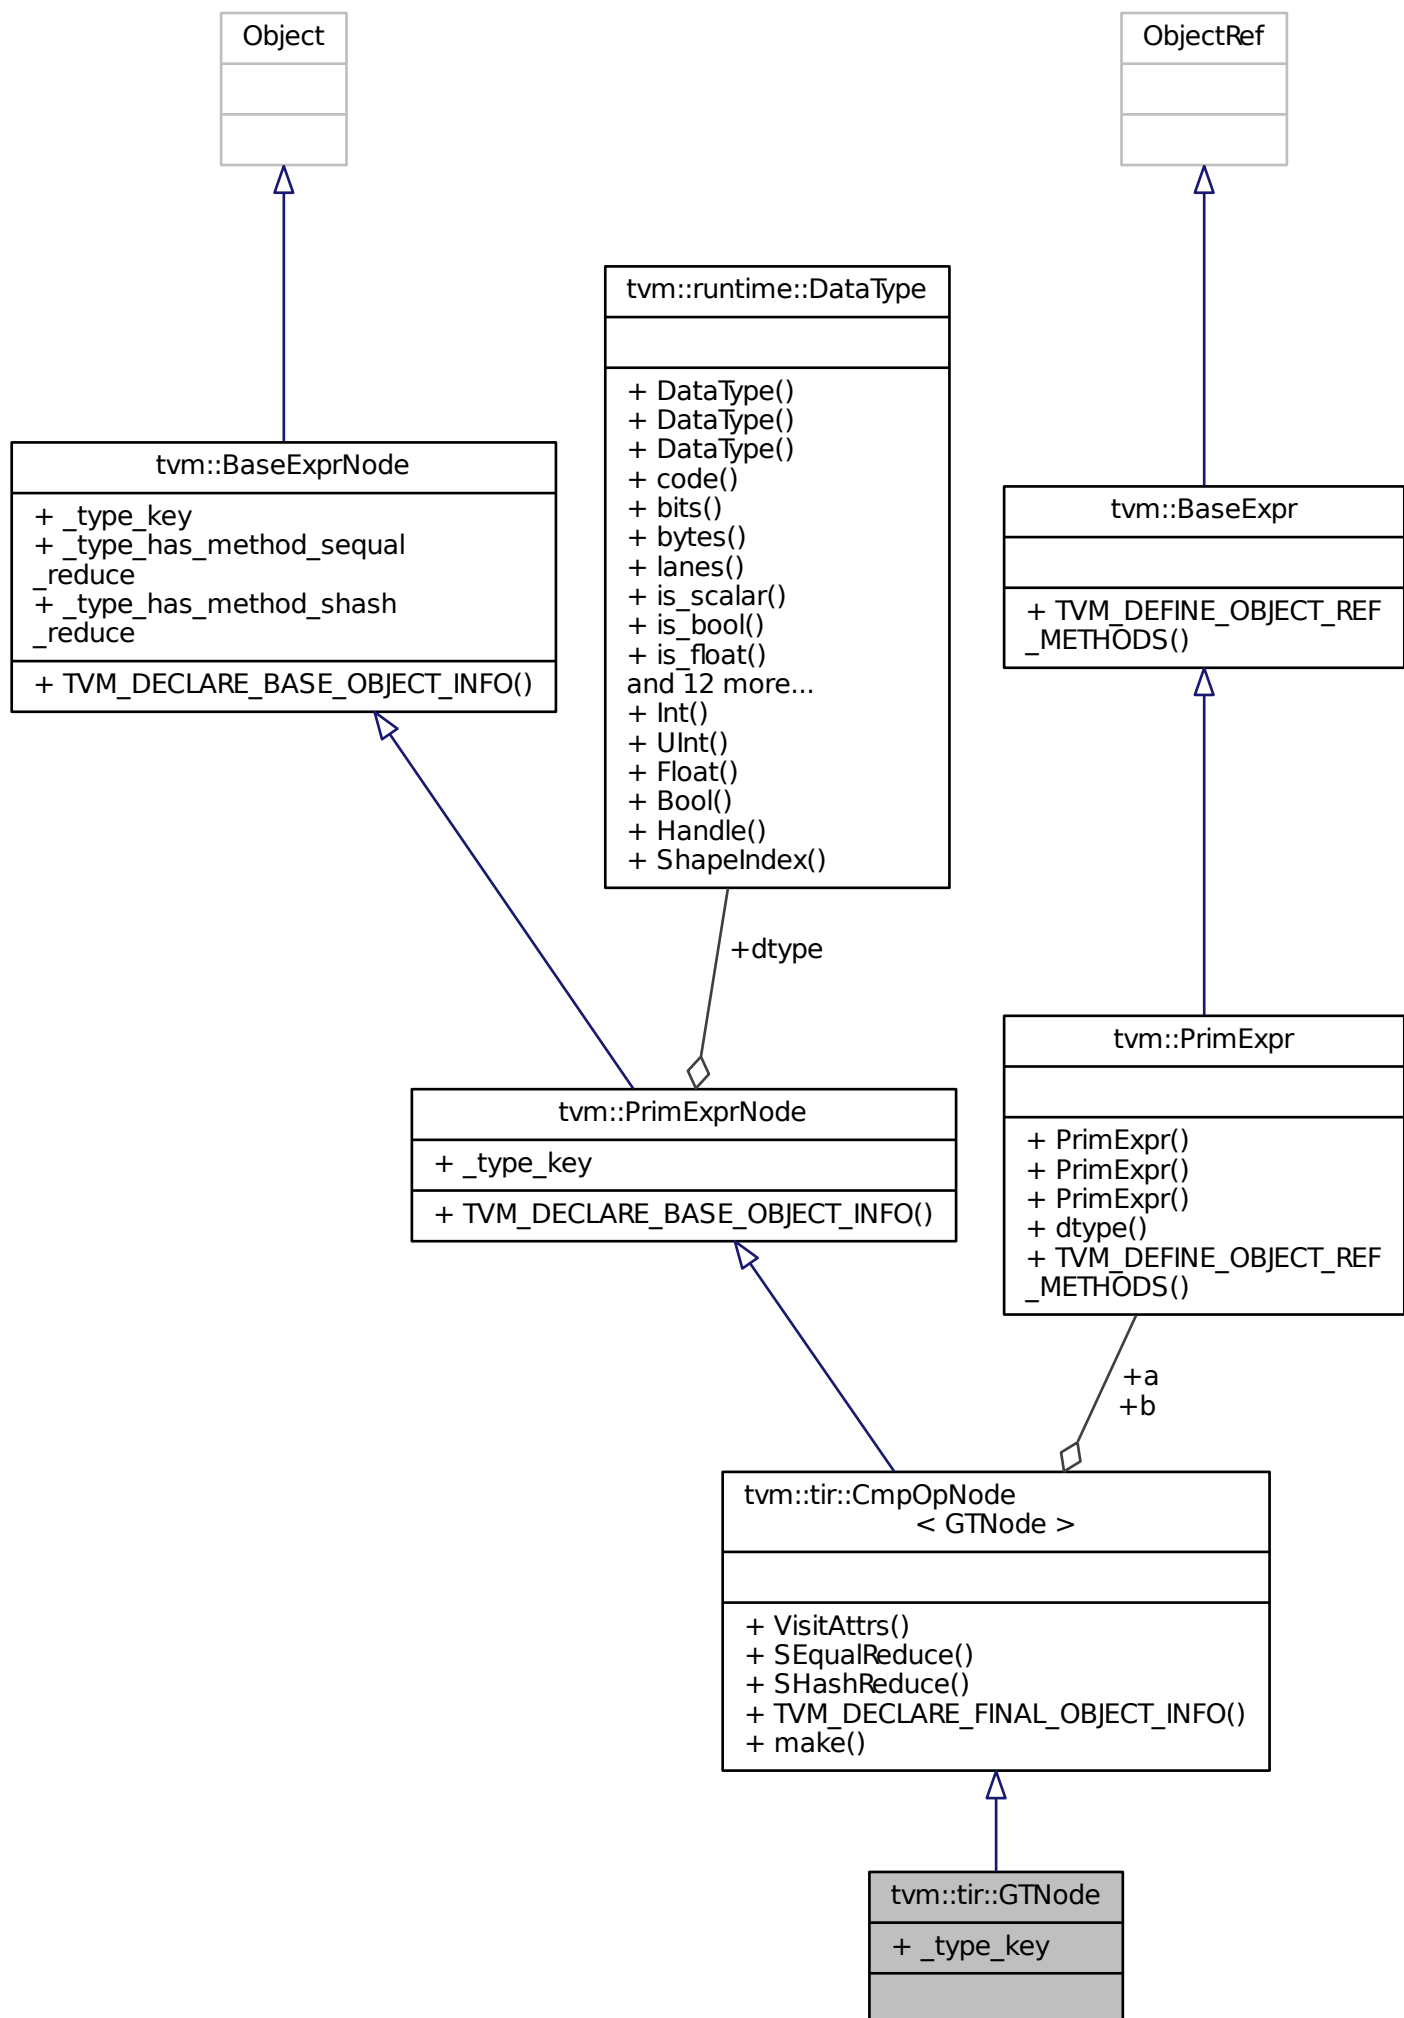 Object
ObjectRef
tvm::runtime::DataType
+ DataType()
+ DataType()
+ DataType()
+ code()
+ bits()
+ bytes()
+ lanes()
+ is_scalar()
+ is_bool()
+ is_float()
and 12 more...
+ Int()
+ UInt()
+ Float()
+ Bool()
+ Handle()
+ ShapeIndex()
tvm::BaseExprNode
+ _type_key
+ _type_has_method_sequal
_reduce
+ _type_has_method_shash
_reduce
+ TVM_DECLARE_BASE_OBJECT_INFO()
tvm::BaseExpr
+ TVM_DEFINE_OBJECT_REF
_METHODS()
+dtype
tvm::PrimExprNode
+ _type_key
+ TVM_DECLARE_BASE_OBJECT_INFO()
tvm::PrimExpr
+ PrimExpr()
+ PrimExpr()
+ PrimExpr()
+ dtype()
+ TVM_DEFINE_OBJECT_REF
_METHODS()
+a
+b
tvm::tir::CmpOpNode
< GTNode >
+ VisitAttrs()
+ SEqualReduce()
+ SHashReduce()
+ TVM_DECLARE_FINAL_OBJECT_INFO()
+ make()
tvm::tir::GTNode
+ _type_key